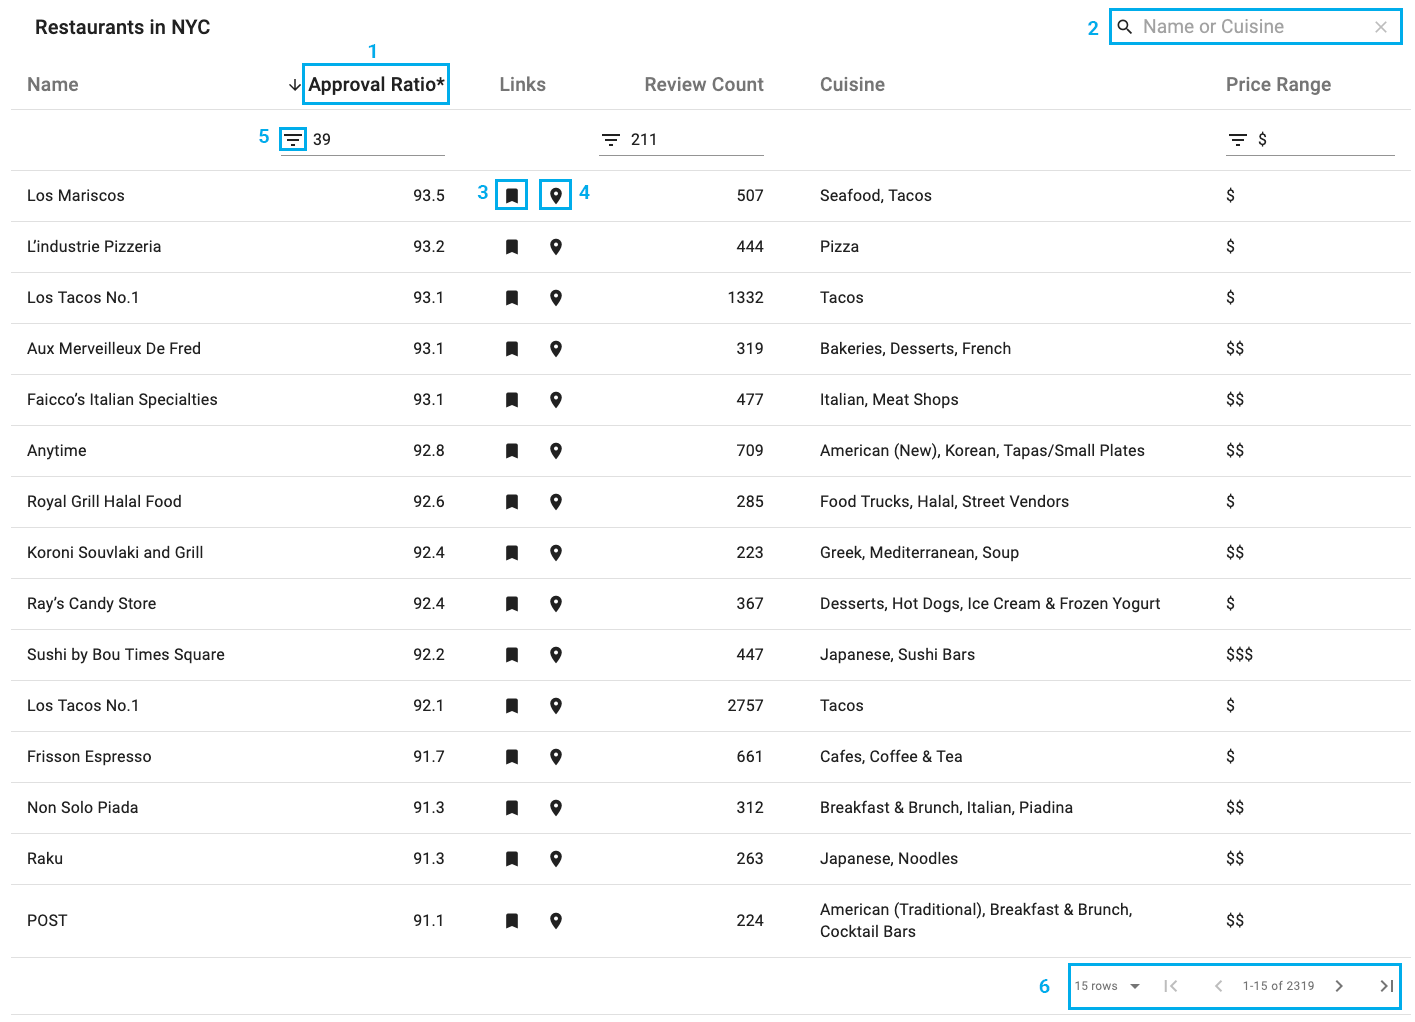 Restaurants in NYC
2 Name or Cuisine
1
Name Approval Ratio* Links Review Count Cuisine Price Range
5 39 211 $
Los Mariscos 93.5 3 4 507 Seafood, Tacos $
L’industrie Pizzeria 93.2 444 Pizza $
Los Tacos No.1 93.1 1332 Tacos $
Aux Merveilleux De Fred 93.1 319 Bakeries, Desserts, French $$
Faicco’s Italian Specialties 93.1 477 Italian, Meat Shops $$
Anytime 92.8 709 American (New), Korean, Tapas/Small Plates $$
Royal Grill Halal Food 92.6 285 Food Trucks, Halal, Street Vendors $
Koroni Souvlaki and Grill 92.4 223 Greek, Mediterranean, Soup $$
Ray’s Candy Store 92.4 367 Desserts, Hot Dogs, Ice Cream & Frozen Yogurt $
Sushi by Bou Times Square 92.2 447 Japanese, Sushi Bars $$$
Los Tacos No.1 92.1 2757 Tacos $
Frisson Espresso 91.7 661 Cafes, Coffee & Tea $
Non Solo Piada 91.3 312 Breakfast & Brunch, Italian, Piadina $$
Raku 91.3 263 Japanese, Noodles $$
POST 91.1 224 American (Traditional), Breakfast & Brunch, $$
Cocktail Bars
6 15 rows 1-15 of 2319